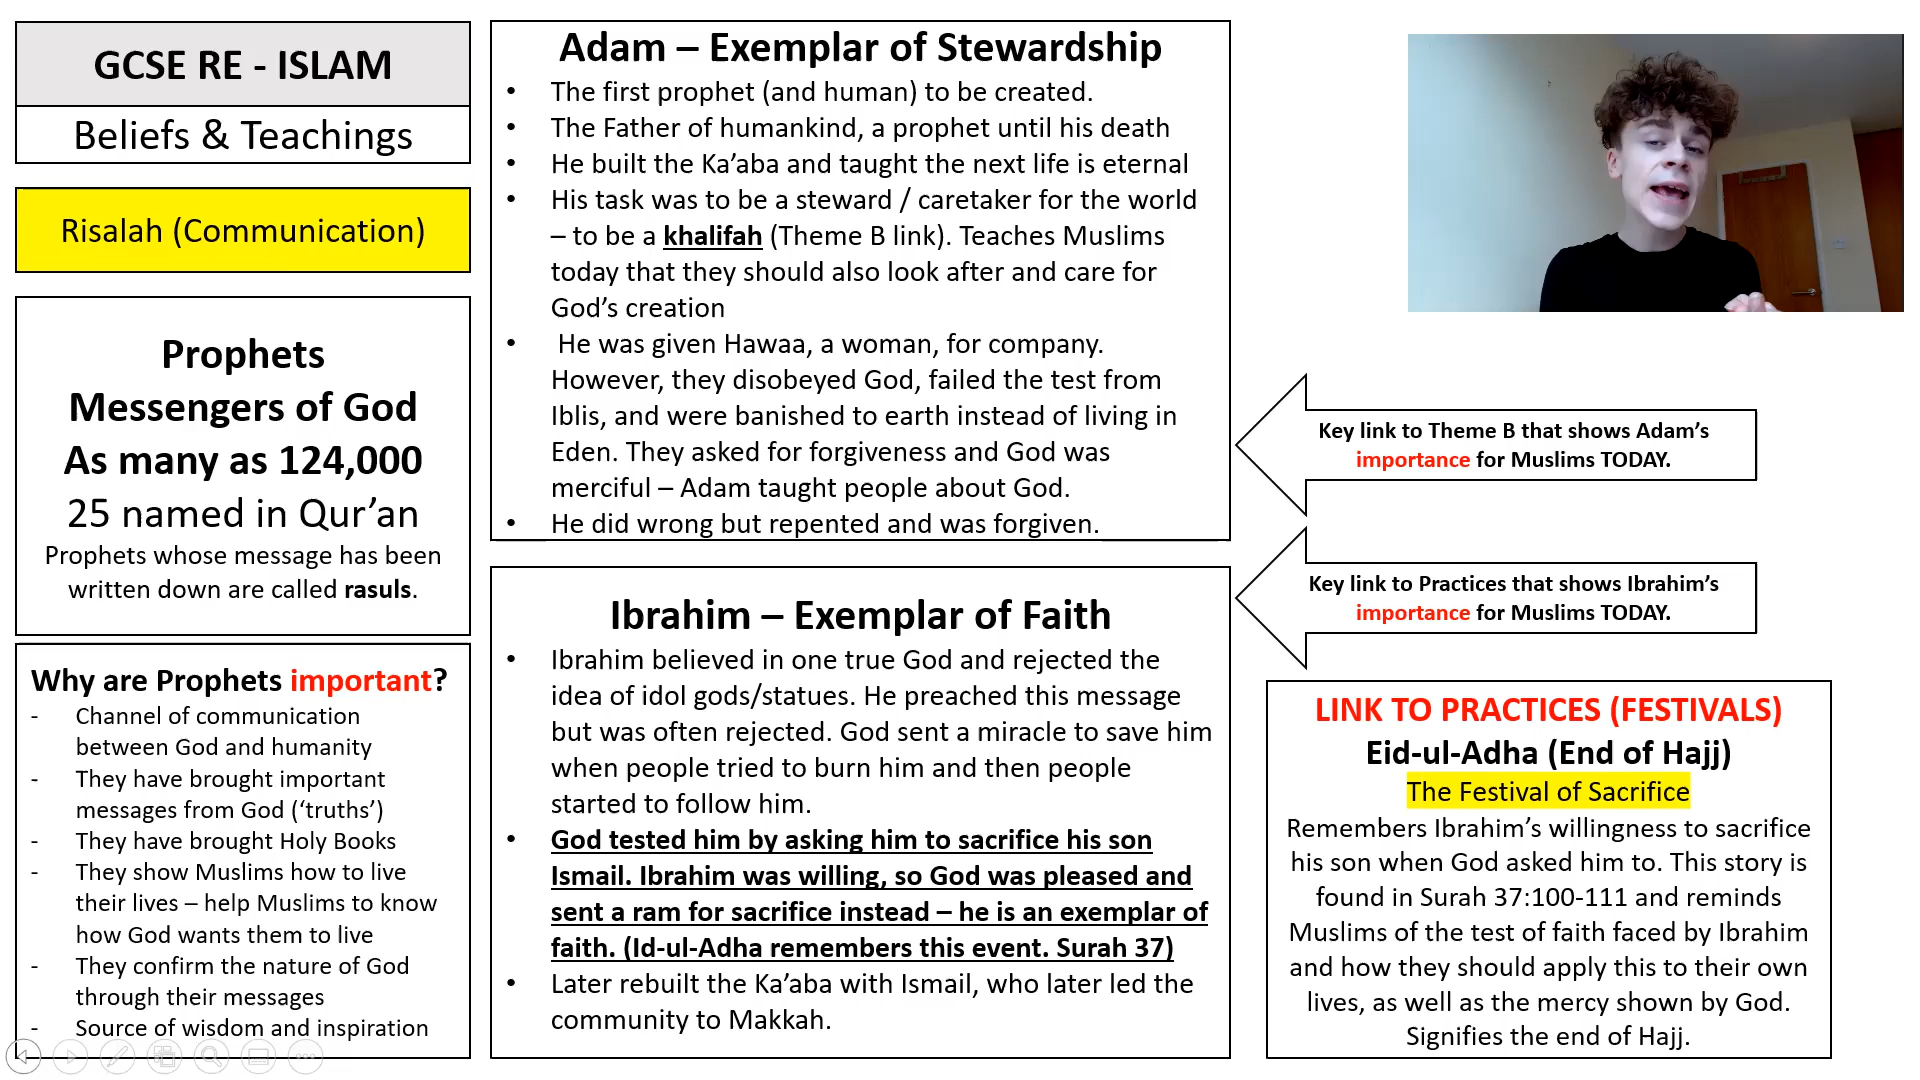 GCSE RE - ISLAM
Beliefs & Teachings
Risalah (Communication)
Prophets
Messengers of God
As many as 124,000
25 named in Qur’an
Prophets whose message has been
written down are called rasuls.
Why are Prophets important?
- Channel of communication
between God and humanity
- They have brought important
messages from God (‘truths’)
- They have brought Holy Books
- They show Muslims how to live
their lives – help Muslims to know
how God wants them to live
- They confirm the nature of God
through their messages
- Source of wisdom and inspiration
Adam – Exemplar of Stewardship
• The first prophet (and human) to be created.
• The Father of humankind, a prophet until his death
• He built the Ka’aba and taught the next life is eternal
• His task was to be a steward / caretaker for the world
– to be a khalifah (Theme B link). Teaches Muslims
today that they should also look after and care for
God’s creation
• He was given Hawaa, a woman, for company.
However, they disobeyed God, failed the test from
Iblis, and were banished to earth instead of living in
Eden. They asked for forgiveness and God was
merciful – Adam taught people about God.
• He did wrong but repented and was forgiven.
Ibrahim – Exemplar of Faith
• Ibrahim believed in one true God and rejected the
idea of idol gods/statues. He preached this message
but was often rejected. God sent a miracle to save him
when people tried to burn him and then people
started to follow him.
• God tested him by asking him to sacrifice his son
Ismail. Ibrahim was willing, so God was pleased and
sent a ram for sacrifice instead – he is an exemplar of
faith. (Id-ul-Adha remembers this event. Surah 37)
• Later rebuilt the Ka’aba with Ismail, who later led the
community to Makkah.
Key link to Theme B that shows Adam’s
importance for Muslims TODAY.
Key link to Practices that shows Ibrahim’s
importance for Muslims TODAY.
LINK TO PRACTICES (FESTIVALS)
Eid-ul-Adha (End of Hajj)
The Festival of Sacrifice
Remembers Ibrahim’s willingness to sacrifice
his son when God asked him to. This story is
found in Surah 37:100-111 and reminds
Muslims of the test of faith faced by Ibrahim
and how they should apply this to their own
lives, as well as the mercy shown by God.
Signifies the end of Hajj.